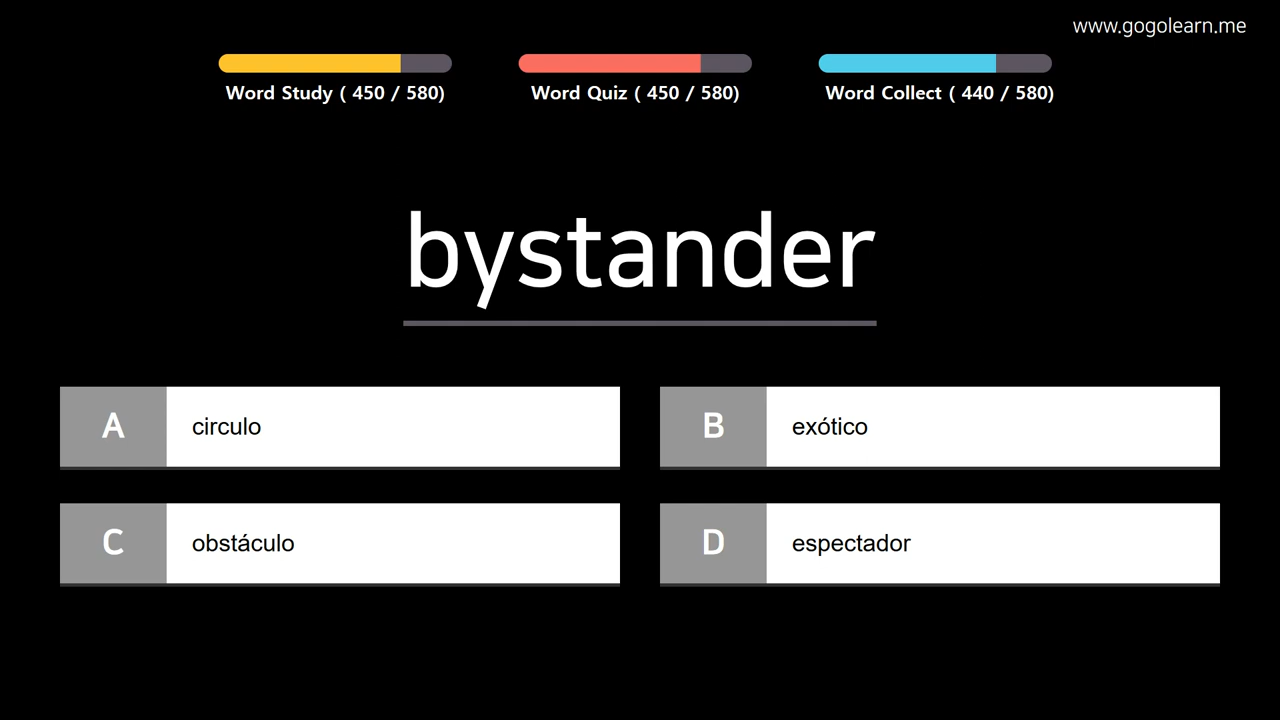 www.gogolearn.me
Word Study ( 450 / 580)
Word Quiz ( 450 / 580)
Word Collect ( 440 / 580)
bystander
A
circulo
B
exótico
C
obstáculo
D
espectador